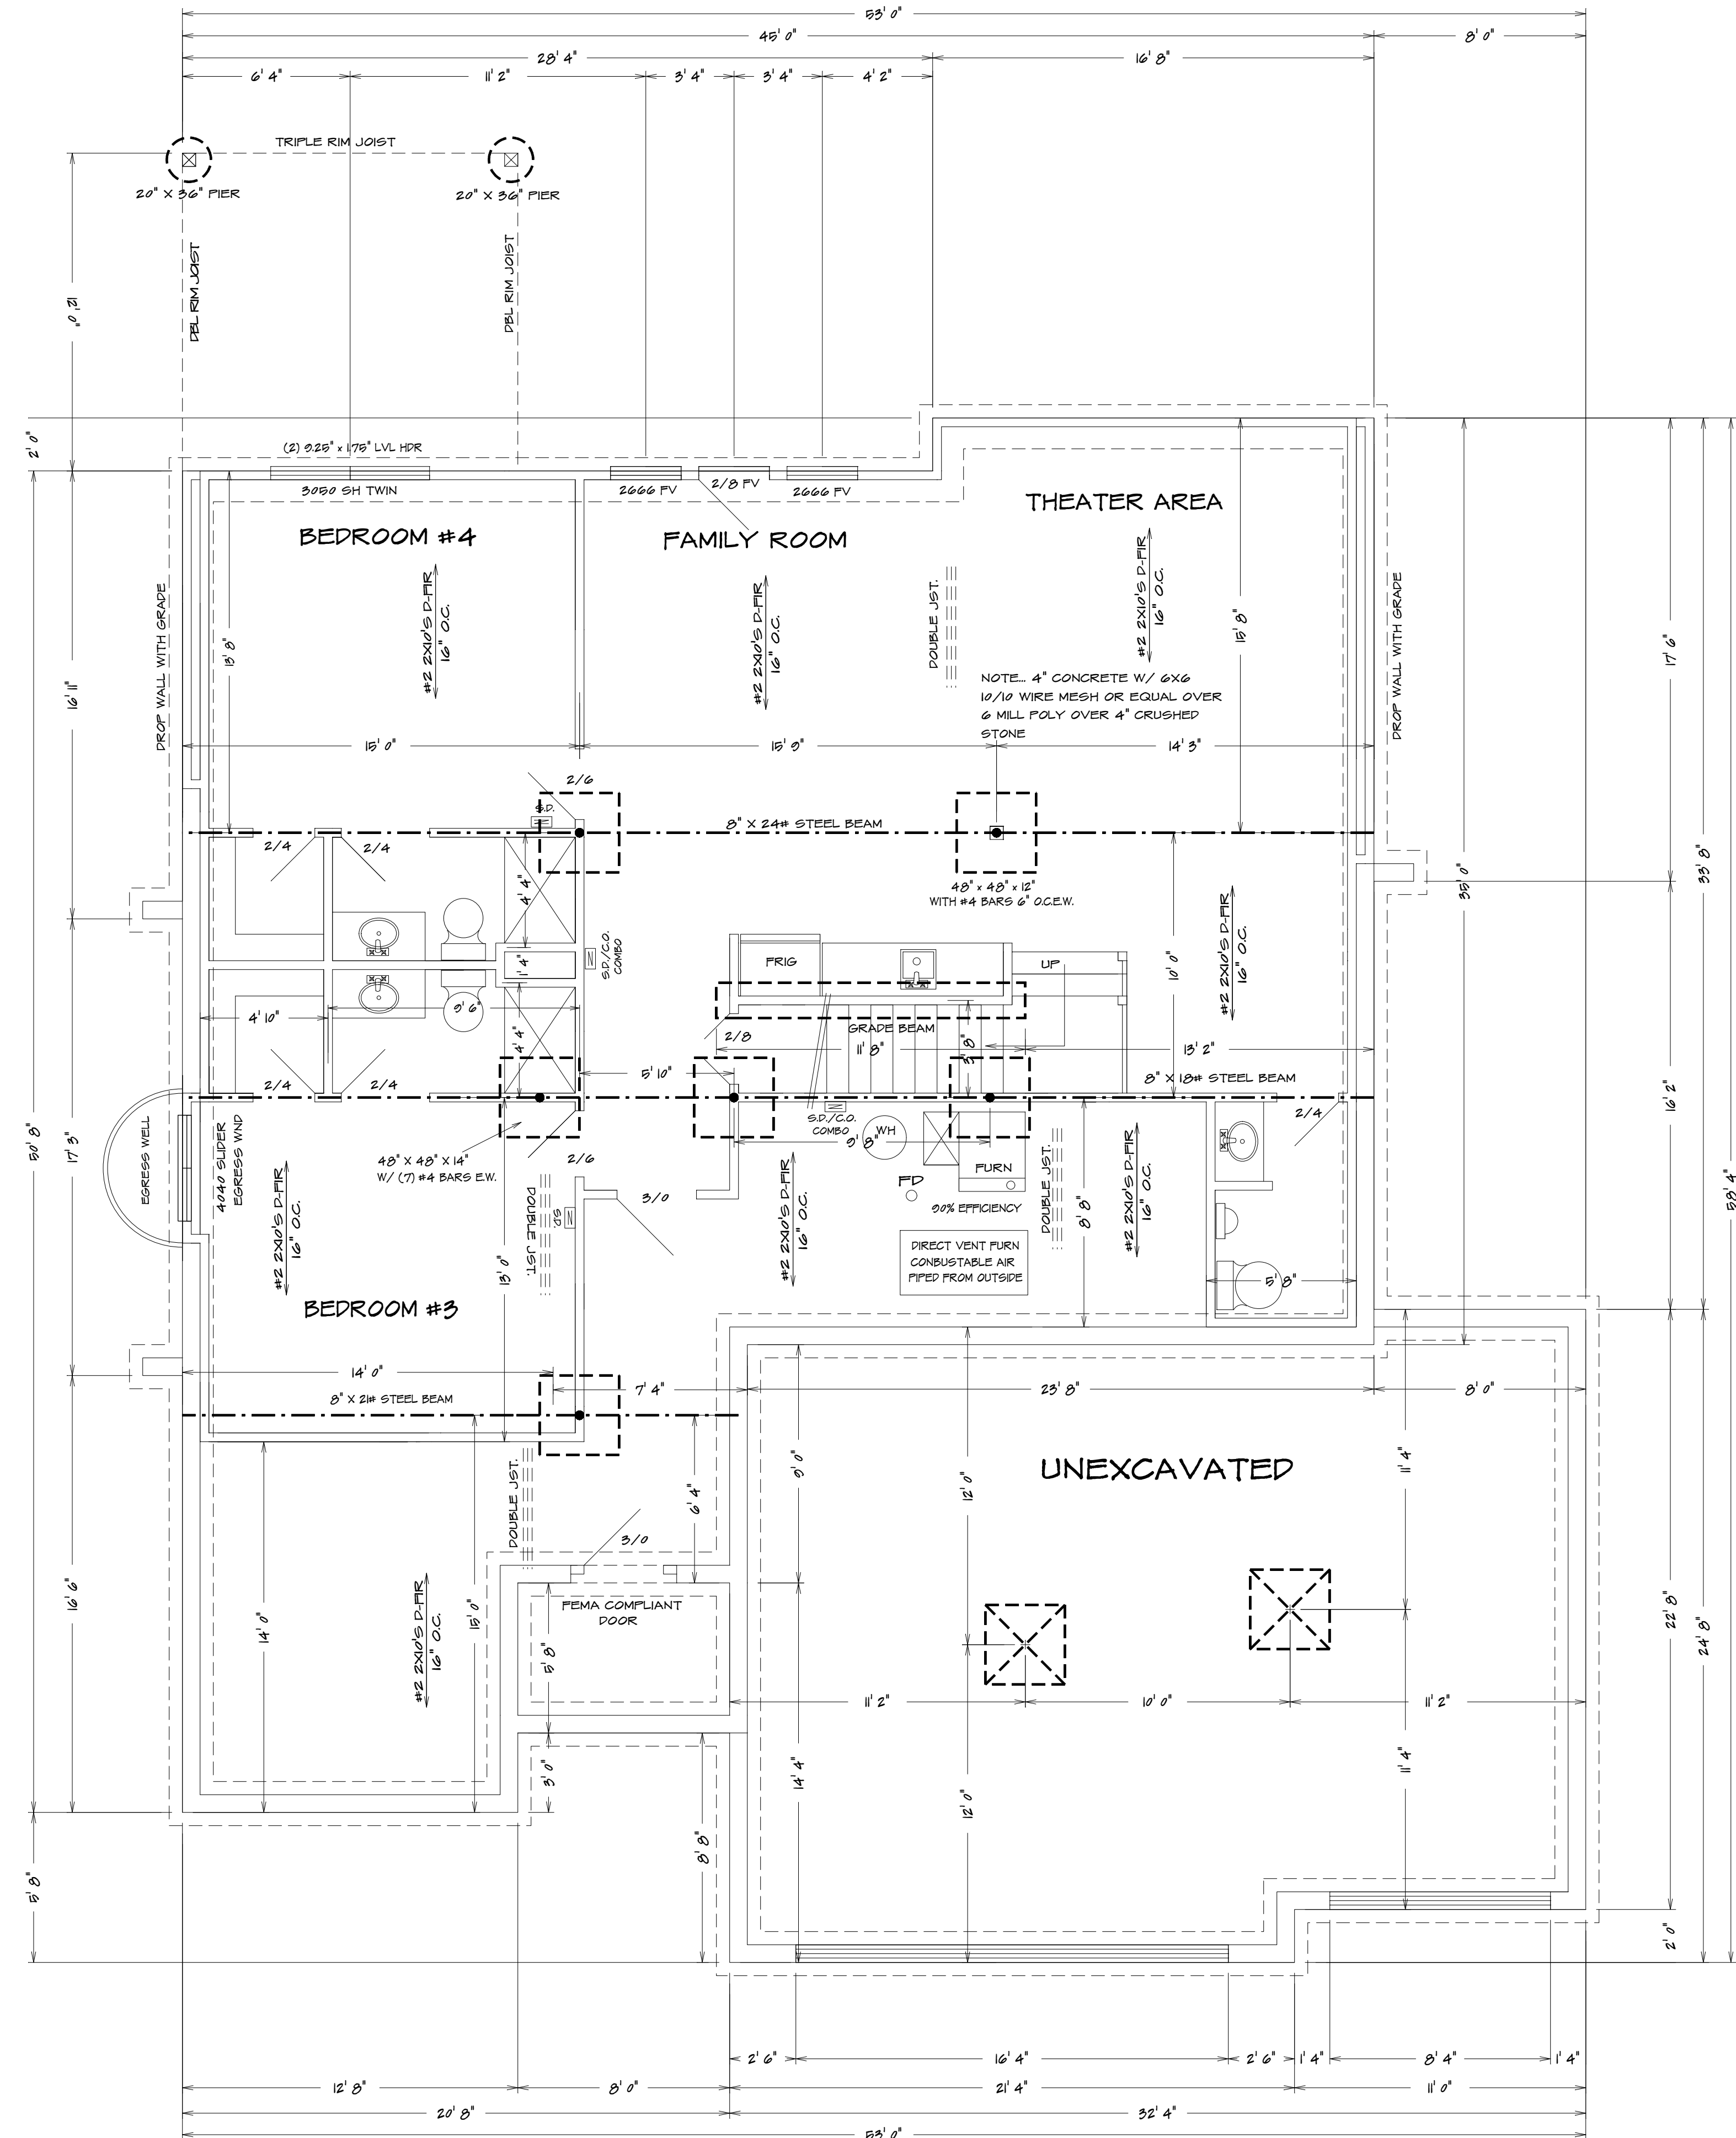 53' 0"
45' 0"
8' 0"
28' 4"
16' 8"
6' 4"
11' 2"
3' 4"
3' 4"
4' 2"
TRIPLE RIM JOIST
20" X 36" PIER
20" X 36" PIER
DBL RIM JOIST
DBL RIM JOIST
12' 0"
2' 0"
(2) 9.25" x 1.75" LVL HDR
3050 SH TWIN
2666 FV
2/8 FV
2666 FV
THEATER AREA
BEDROOM #4
FAMILY ROOM
#2 2X10'S D-FIR
16" O.C.
#2 2X10'S D-FIR
16" O.C.
#2 2X10'S D-FIR
16" O.C.
DOUBLE JST.
DROP WALL WITH GRADE
DROP WALL WITH GRADE
13' 8"
15' 8"
16' 11"
17' 6"
33' 8"
58' 4"
NOTE... 4" CONCRETE W/ 6X6
10/10 WIRE MESH OR EQUAL OVER
6 MILL POLY OVER 4" CRUSHED
STONE
15' 0"
15' 9"
14' 3"
2/6
S.D.
8" X 24# STEEL BEAM
2/4
2/4
4' 4"
48" x 48" x 12"
WITH #4 BARS 6" O.C.E.W.
35' 0"
S.D./C.O.
COMBO
1' 4"
FRIG
UP
10' 0"
#2 2X10'S D-FIR
16" O.C.
4' 10"
9' 6"
4' 4"
2/8
GRADE BEAM
11' 8"
3' 8"
13' 2"
5' 10"
8" X 18# STEEL BEAM
2/4
2/4
2/4
16' 2"
50' 8"
17' 3"
EGRESS WELL
4040 SLIDER
EGRESS WND
S.D./C.O.
COMBO
WH
9' 8"
48" X 48" X 14"
W/ (7) #4 BARS E.W.
2/6
FURN
FD
90% EFFICIENCY
3/0
#2 2X10'S D-FIR
16" O.C.
DOUBLE JST.
S.D.
#2 2X10'S D-FIR
16" O.C.
DOUBLE JST.
8' 8"
#2 2X10'S D-FIR
16" O.C.
DIRECT VENT FURN
CONBUSTABLE AIR
PIPED FROM OUTSIDE
13' 0"
5' 8"
BEDROOM #3
14' 0"
7' 4"
23' 8"
8' 0"
8" X 21# STEEL BEAM
UNEXCAVATED
9' 0"
12' 0"
11' 4"
6' 4"
DOUBLE JST.
3/0
16' 6"
14' 0"
15' 0"
#2 2X10'S D-FIR
16" O.C.
FEMA COMPLIANT
DOOR
5' 8"
22' 8"
24' 8"
11' 2"
10' 0"
11' 2"
3' 0"
14' 4"
12' 0"
11' 4"
8' 8"
5' 8"
2' 0"
2' 6"
16' 4"
2' 6"
1' 4"
8' 4"
1' 4"
12' 8"
8' 0"
21' 4"
11' 0"
20' 8"
32' 4"
53' 0"